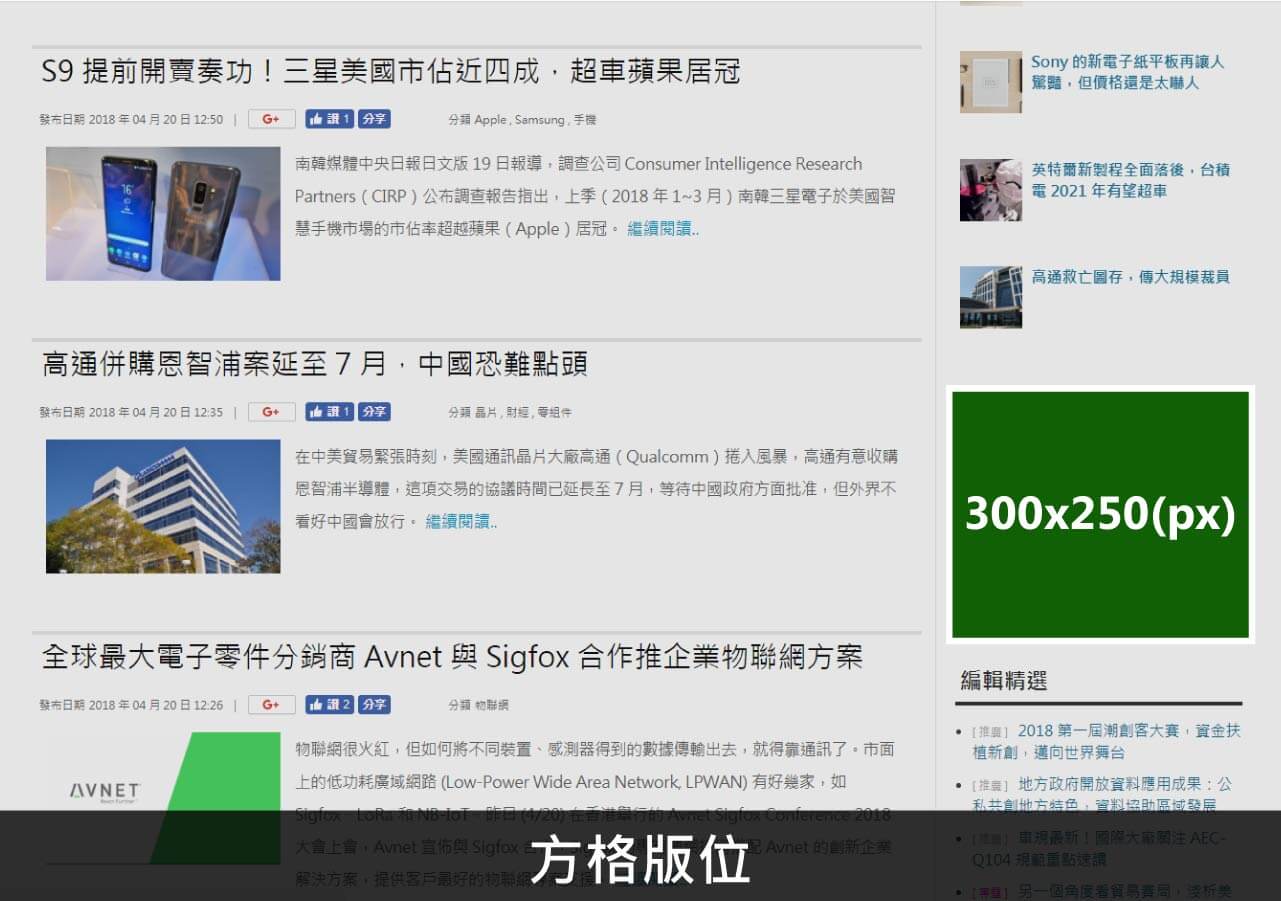 S9 提前開賣奏功！三星美國市佔近四成，超車蘋果居冠
發布日期 2018 年 04 月 20 日 12:50 | G+ 讚 1 分享 分類 Apple , Samsung , 手機
南韓媒體中央日報日文版 19 日報導，調查公司 Consumer Intelligence Research
Partners（CIRP）公布調查報告指出，上季（2018 年 1~3 月）南韓三星電子於美國智
慧手機市場的市佔率超越蘋果（Apple）居冠。 繼續閱讀..
高通併購恩智浦案延至 7 月，中國恐難點頭
發布日期 2018 年 04 月 20 日 12:35 | G+ 讚 1 分享 分類 晶片 , 財經 , 零組件
在中美貿易緊張時刻，美國通訊晶片大廠高通（Qualcomm）捲入風暴，高通有意收購
恩智浦半導體，這項交易的協議時間已延長至 7 月，等待中國政府方面批准，但外界不
看好中國會放行。 繼續閱讀..
全球最大電子零件分銷商 Avnet 與 Sigfox 合作推企業物聯網方案
發布日期 2018 年 04 月 20 日 12:26 | G+ 讚 2 分享 分類 物聯網
AVNET
Reach Further
物聯網很火紅，但如何將不同裝置、感測器得到的數據傳輸出去，就得靠通訊了。市面
上的低功耗廣域網路 (Low-Power Wide Area Network, LPWAN) 有好幾家，如
Sigfox、LoRa 和 NB-IoT。昨日 (4/20) 在香港舉行的 Avnet Sigfox Conference 2018
大會上會，Avnet 宣佈與 Sigfox 配 Avnet 的創新企業
解決方案，提供客戶最好的物聯網
Sony 的新電子紙平板再讓人
驚豔，但價格還是太嚇人
英特爾新製程全面落後，台積
電 2021 年有望超車
高通救亡圖存，傳大規模裁員
300x250(px)
編輯精選
[推廣] 2018 第一屆潮創客大賽，資金扶
植新創，邁向世界舞台
[推廣] 地方政府開放資料應用成果：公
私共創地方特色，資料協助區域發展
[推廣] 車規最新！國際大廠關注 AEC-
Q104 規範重點速讀
[專題] 另一個角度看貿易賽局，淺析美
方格版位